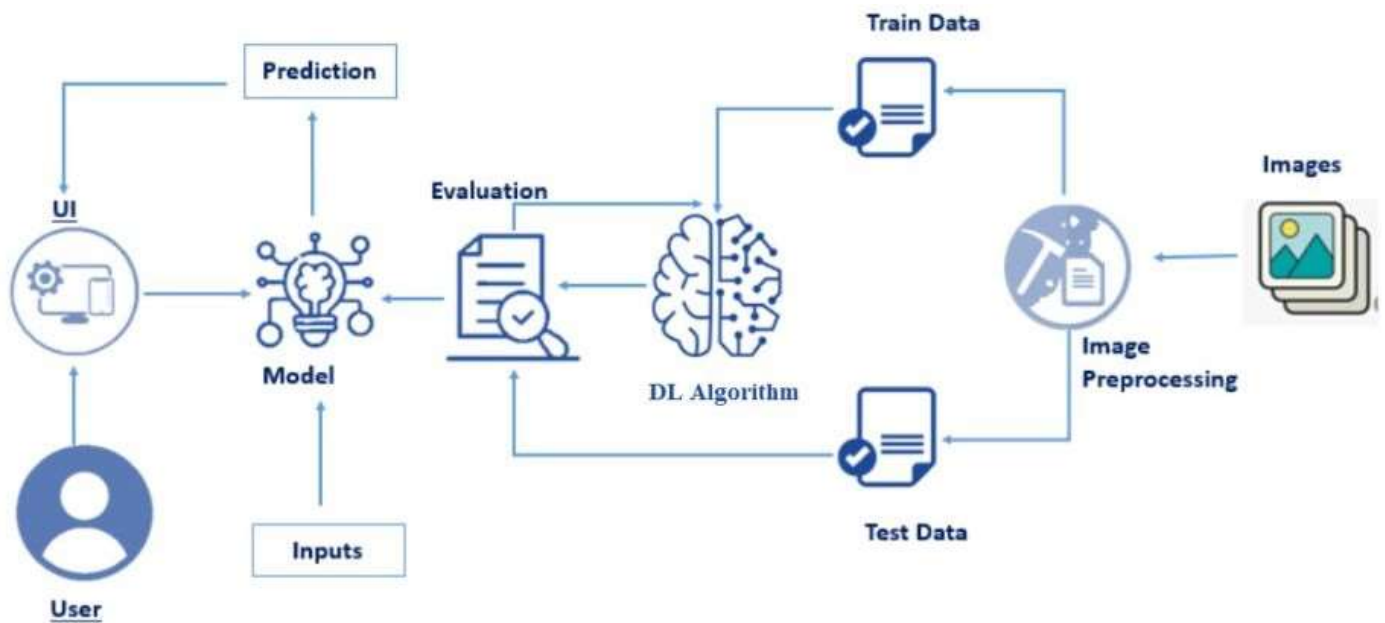 Train Data
Prediction
Images
Evaluation
UI
Image
Preprocessing
Model
DL Algorithm
Test Data
Inputs
User